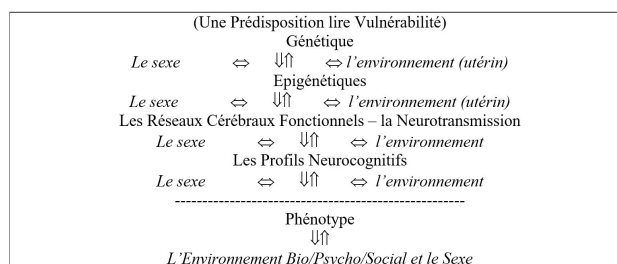 (Une Prédisposition lire Vulnérabilité)
Génétique
Le sexe ⇔ ⇓⇑ ⇔ l’environnement (utérin)
Epigénétiques
Le sexe ⇔ ⇓⇑ ⇔ l’environnement (utérin)
Les Réseaux Cérébraux Fonctionnels – la Neurotransmission
Le sexe ⇔ ⇓⇑ ⇔ l’environnement
Les Profils Neurocognitifs
Le sexe ⇔ ⇓⇑ ⇔ l’environnement
-----------------------------------------------------
Phénotype
⇓⇑
L’Environnement Bio/Psycho/Social et le Sexe